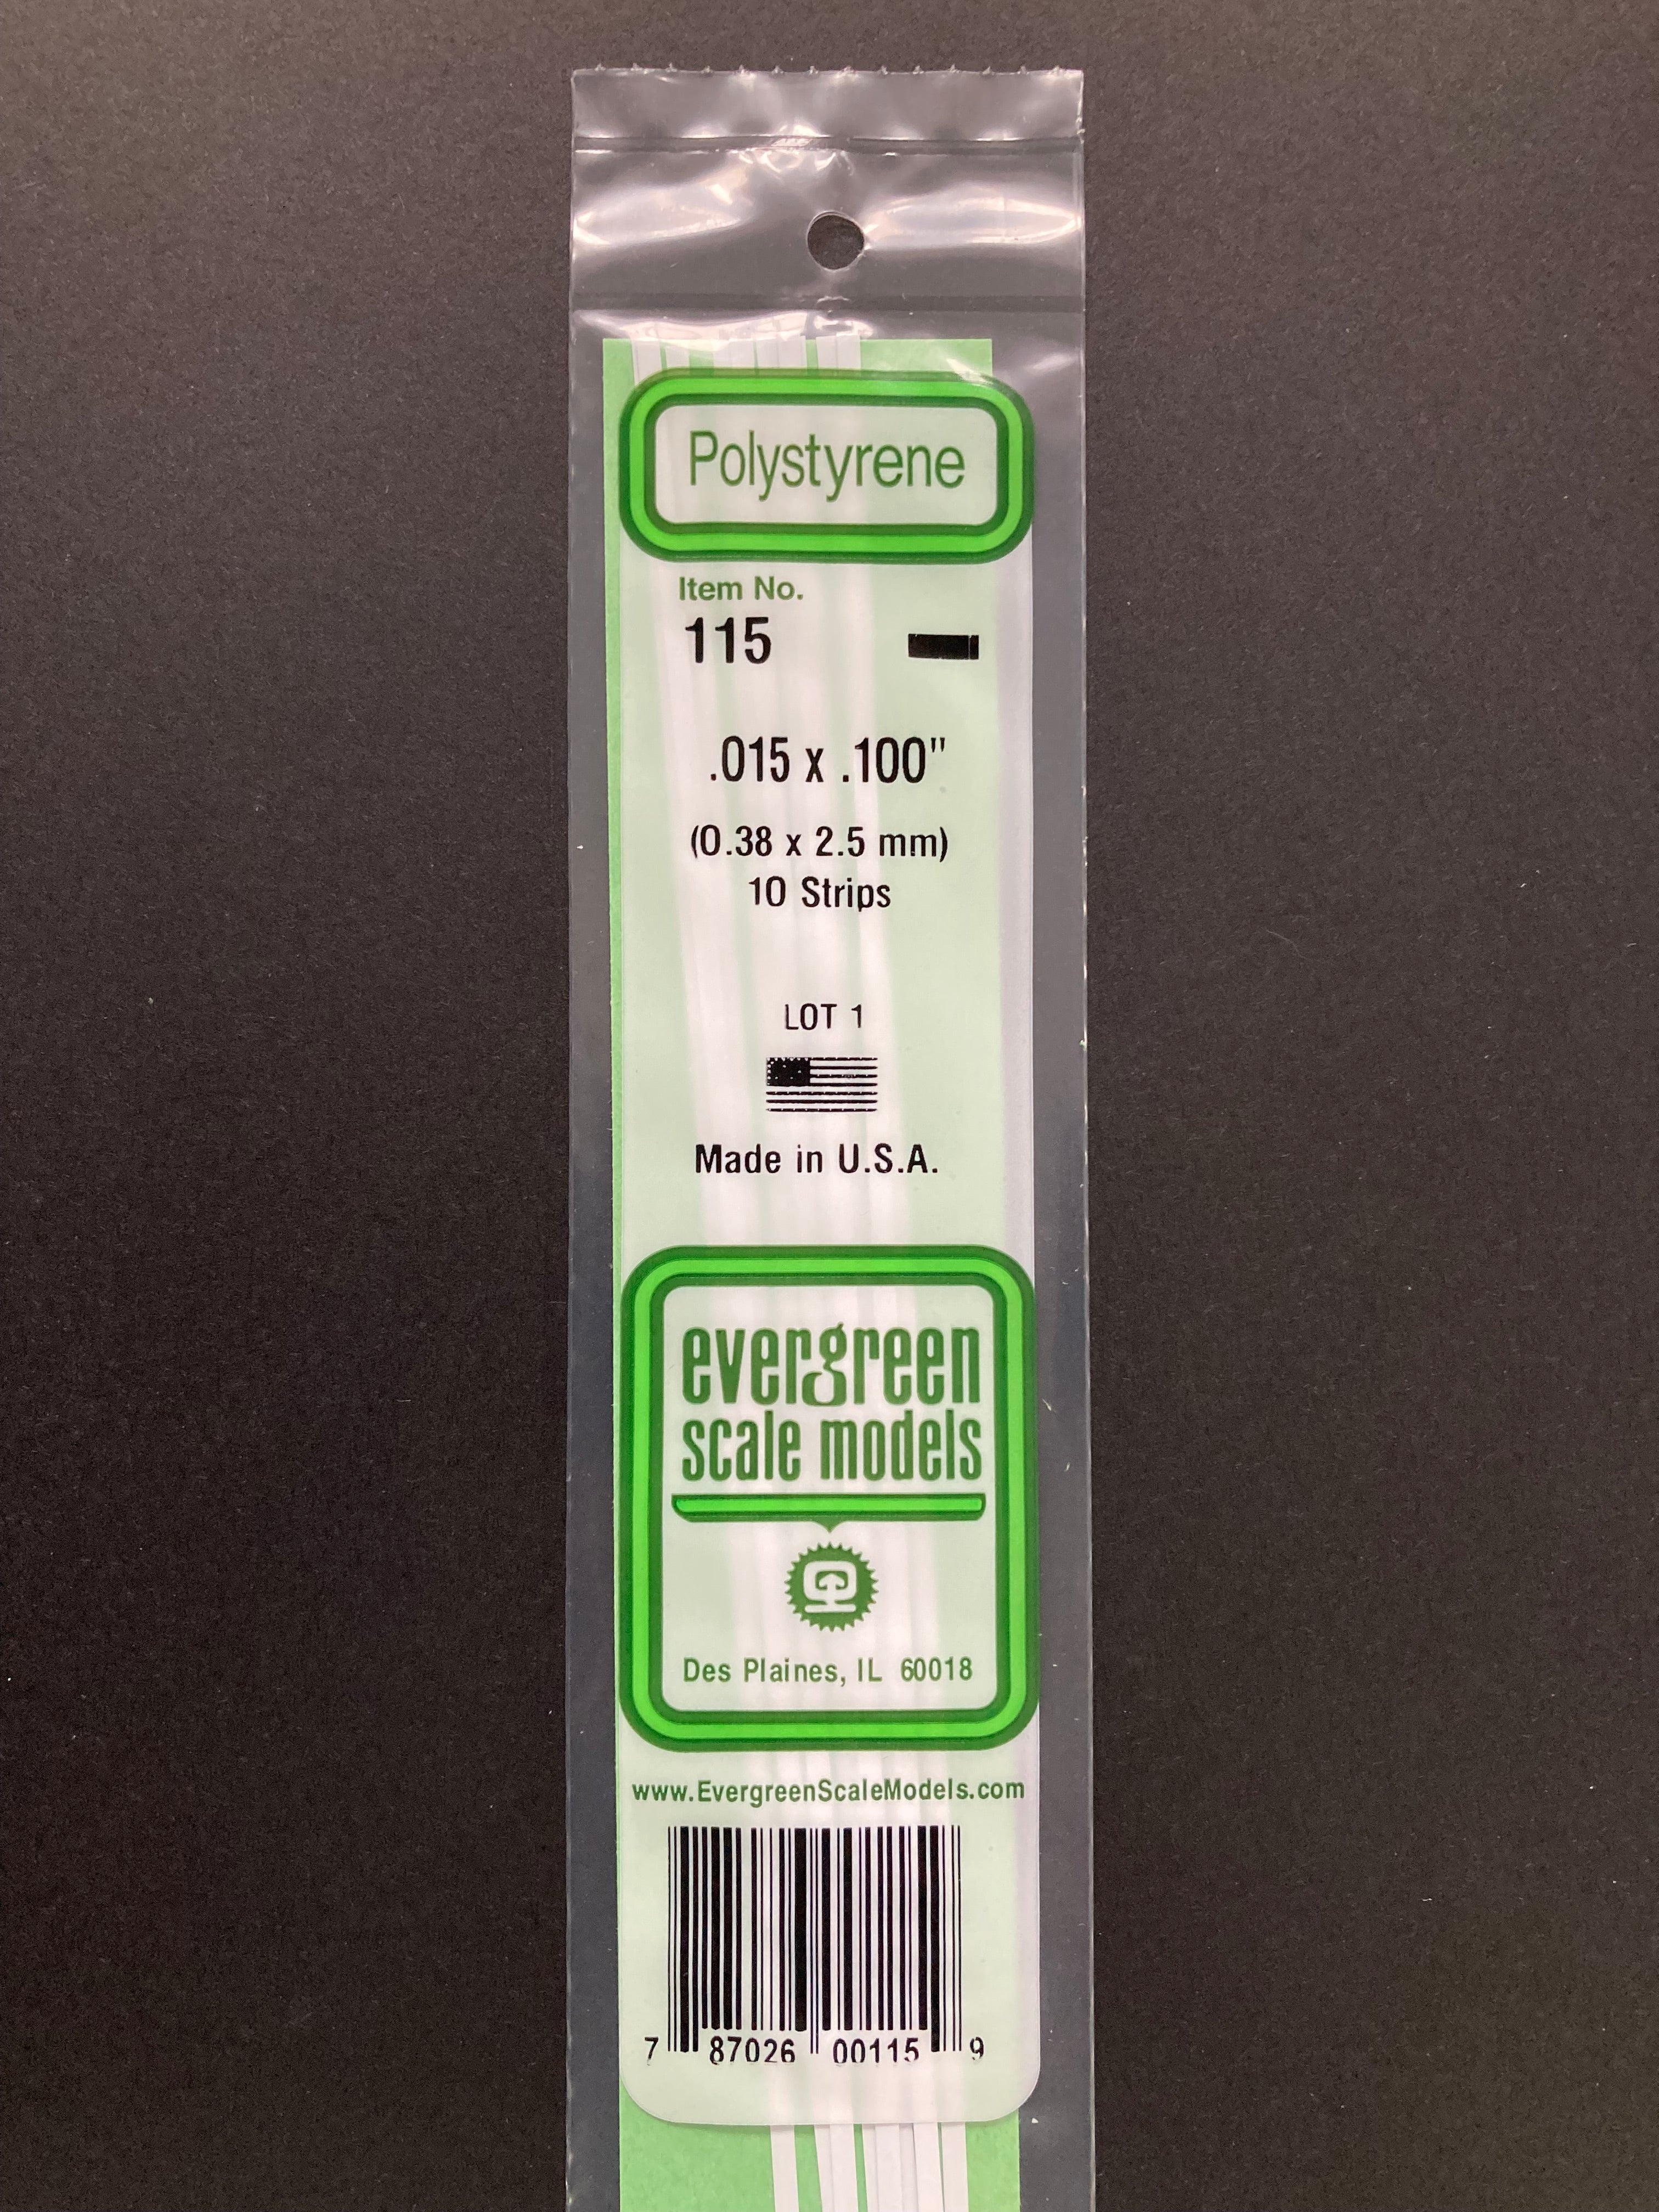 Polystyrene
Item No.
115
.015 x .100"
(0.38 x 2.5 mm)
10 Strips
LOT 1
Made in U.S.A.
evergreen
scale models
Des Plaines, IL 60018
www.EvergreenScaleModels.com
7 87026 00115 9